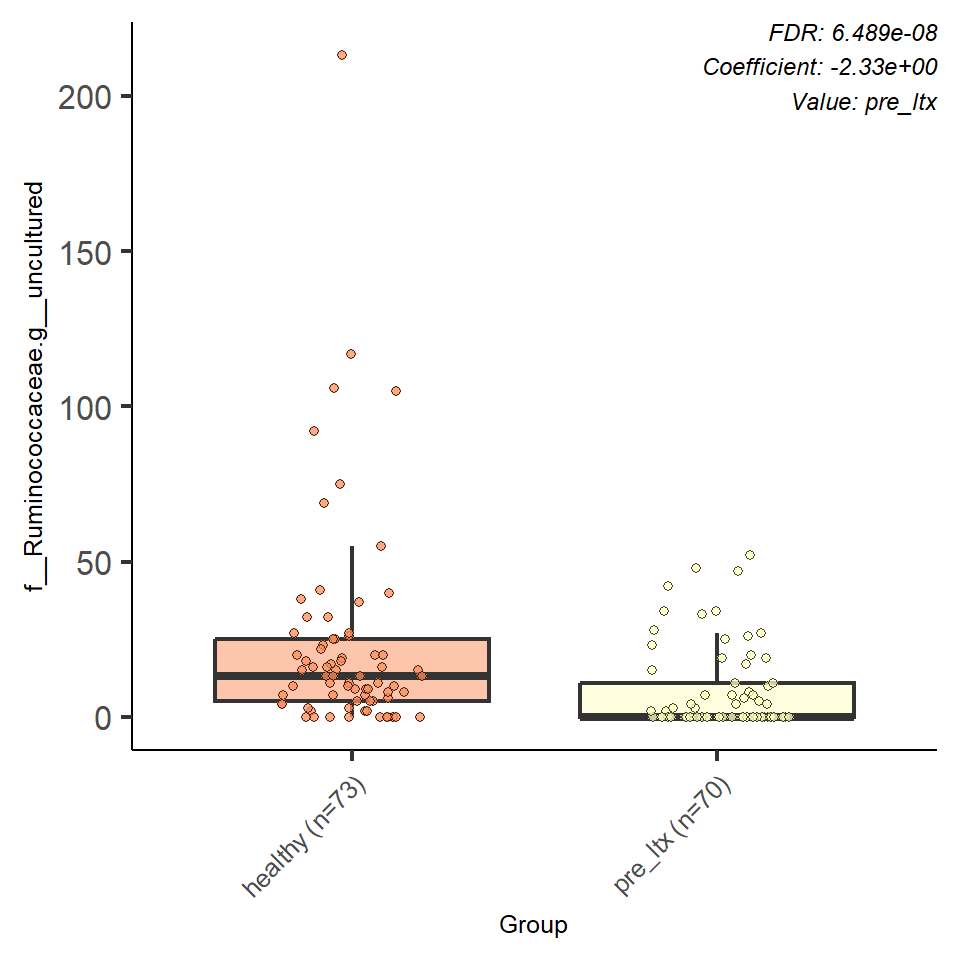 FDR: 6.489e-08
Coefficient: -2.33e+00
Value: pre_ltx
f__Ruminococcaceae.g__uncultured
200
150
100
50
0
healthy (n=73)
pre_ltx (n=70)
Group